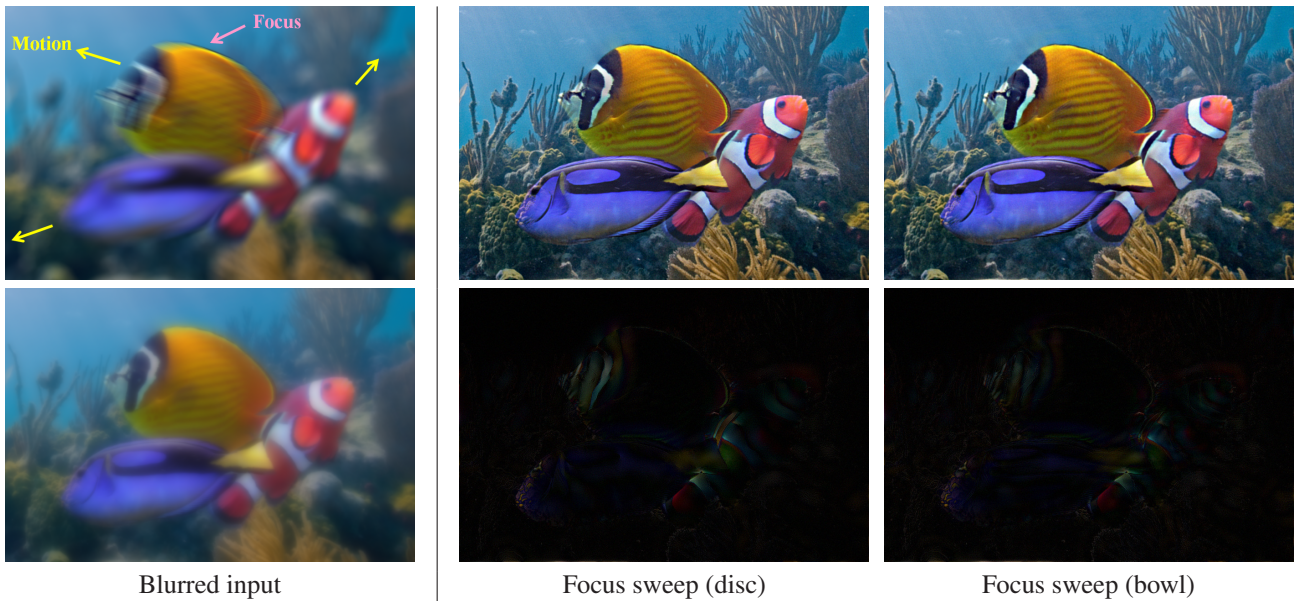 Focus
Motion
Blurred input
Focus sweep (disc)
Focus sweep (bowl)